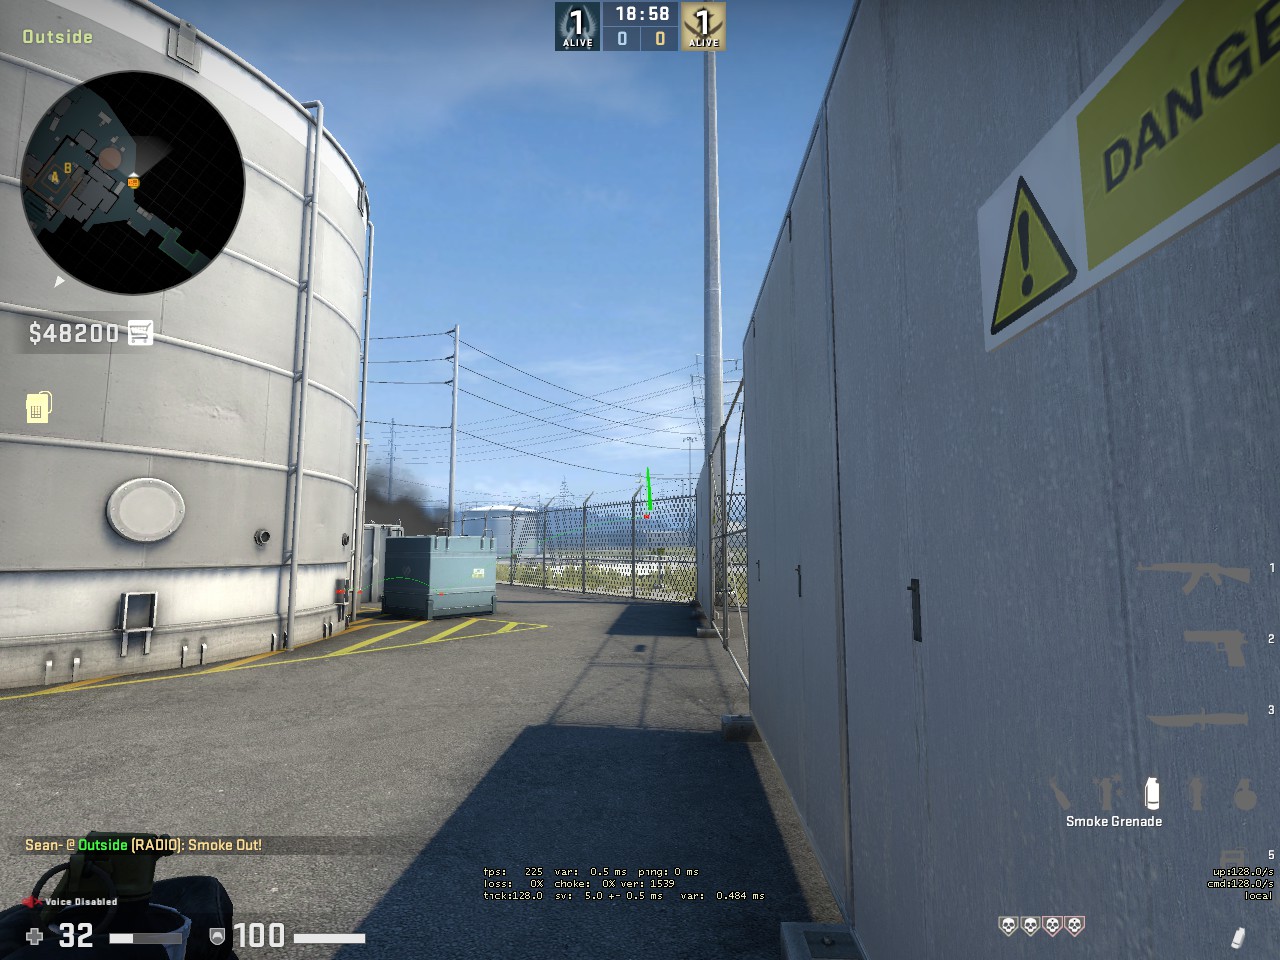 Outside
1
ALIVE
18:58
0
0
1
ALIVE
DANGE
B
A
$48200
1
2
3
Smoke Grenade
5
Sean- @ Outside (RADIO): Smoke Out!
fps: 225 var: 0.5 ms ping: 0 ms
loss: 0% choke: 0% ver: 1539
tick:128.0 sv: 5.0 +- 0.5 ms var: 0.484 ms
up:128.0/s
cmd:128.0/s
local
Voice Disabled
32
100